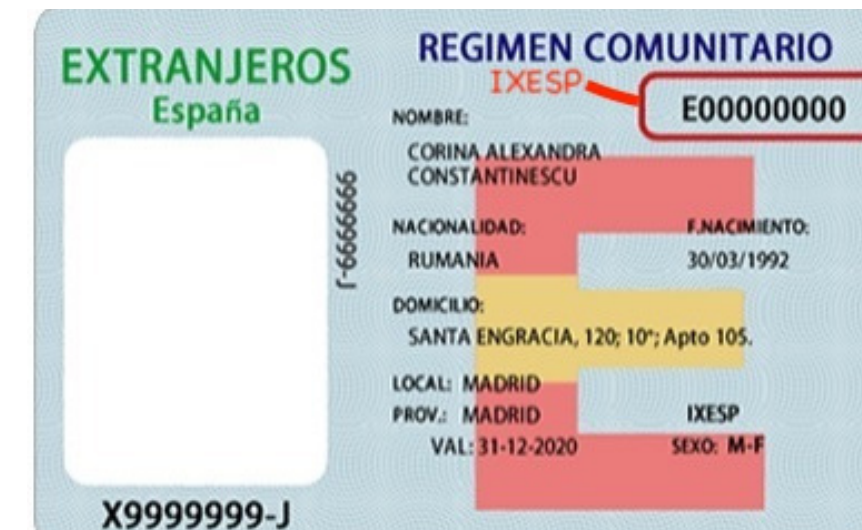 EXTRANJEROS
España
REGIMEN COMUNITARIO
IXESP
E00000000
NOMBRE:
CORINA ALEXANDRA
CONSTANTINESCU
9999999-J
NACIONALIDAD: F.NACIMIENTO:
RUMANIA 30/03/1992
DOMICILIO:
SANTA ENGRACIA, 120; 10°; Apto 105.
LOCAL: MADRID
PROV.: MADRID IXESP
VAL: 31-12-2020 SEXO: M-F
X9999999-J